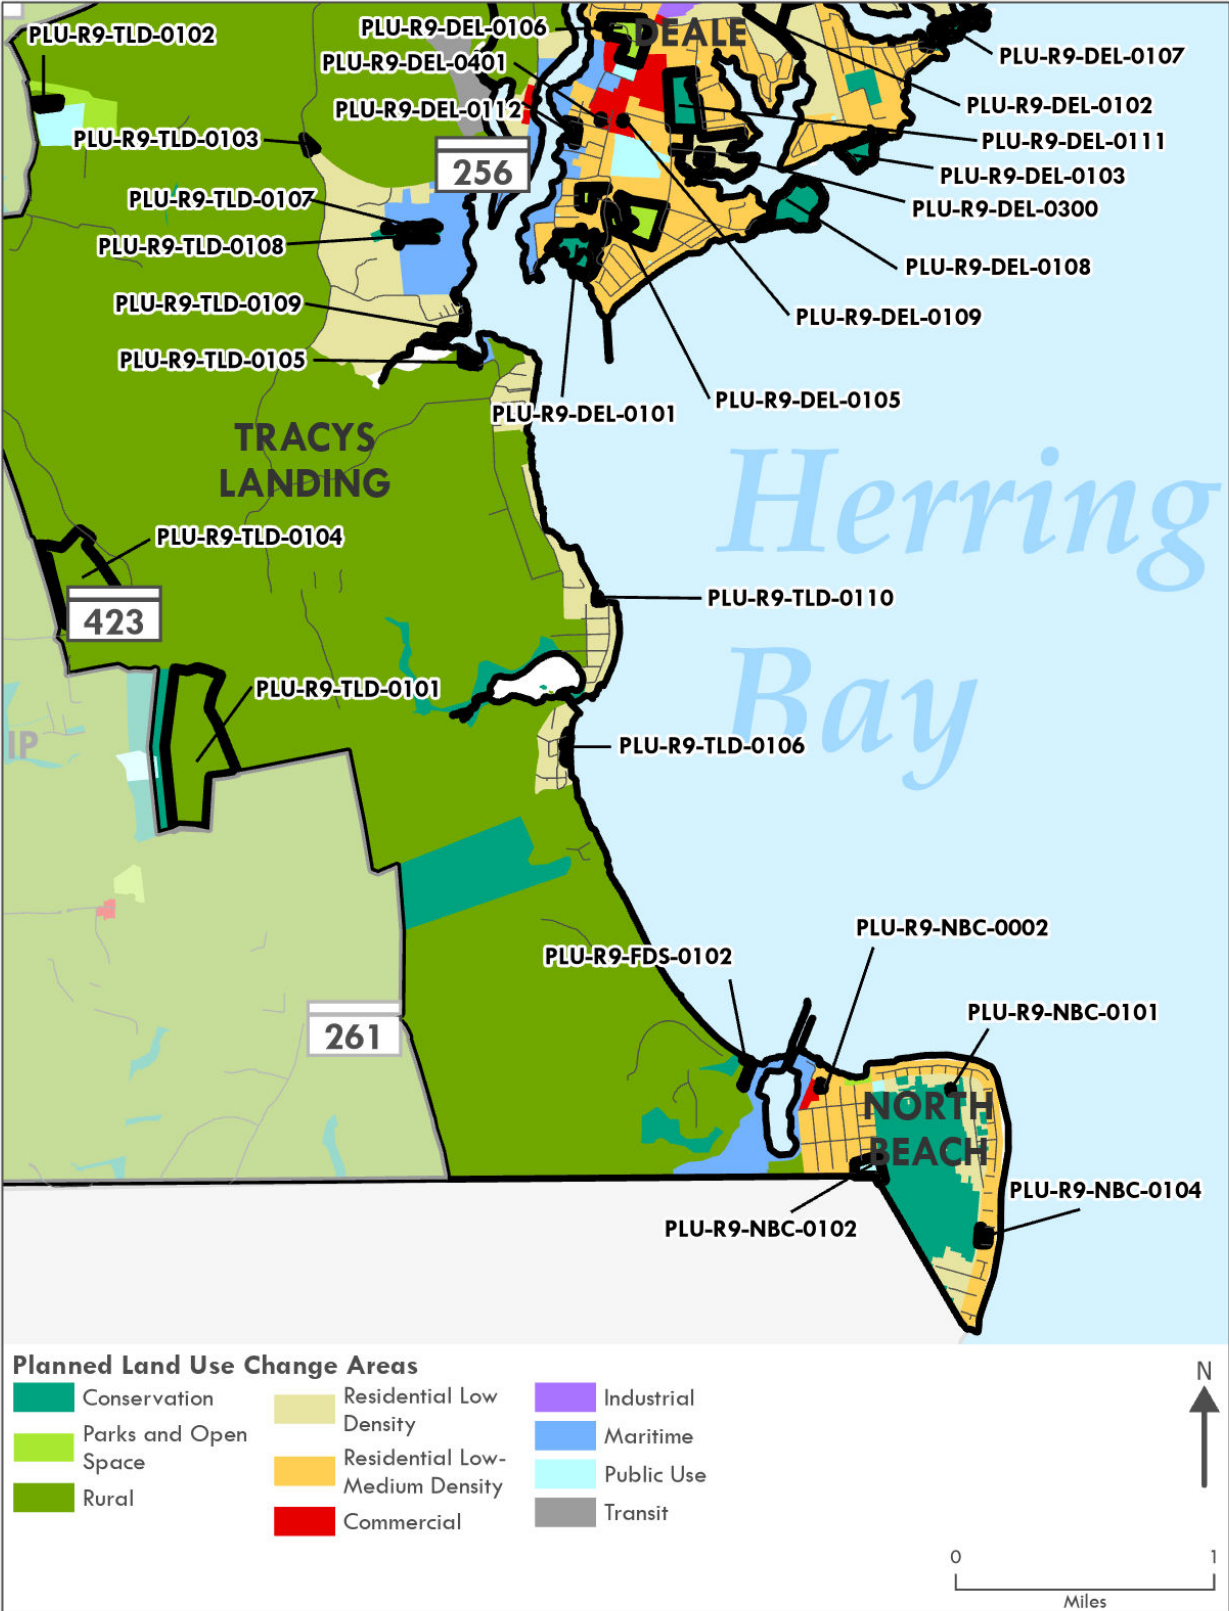 PLU-R9-TLD-0102
PLU-R9-DEL-0106
DEALE
PLU-R9-DEL-0107
PLU-R9-DEL-0401
PLU-R9-DEL-0102
PLU-R9-DEL-0112
PLU-R9-TLD-0103
PLU-R9-DEL-0111
256
PLU-R9-DEL-0103
PLU-R9-TLD-0107
PLU-R9-DEL-0300
PLU-R9-TLD-0108
PLU-R9-DEL-0108
PLU-R9-TLD-0109
PLU-R9-DEL-0109
PLU-R9-TLD-0105
PLU-R9-DEL-0105
PLU-R9-DEL-0101
TRACYS
LANDING
Herring
Bay
PLU-R9-TLD-0104
423
PLU-R9-TLD-0110
PLU-R9-TLD-0101
IP
PLU-R9-TLD-0106
PLU-R9-NBC-0002
PLU-R9-FDS-0102
PLU-R9-NBC-0101
261
NORTH
BEACH
PLU-R9-NBC-0104
PLU-R9-NBC-0102
Planned Land Use Change Areas
Conservation
Parks and Open
Space
Rural
Residential Low
Density
Residential Low-
Medium Density
Commercial
Industrial
Maritime
Public Use
Transit
N
0 1
Miles